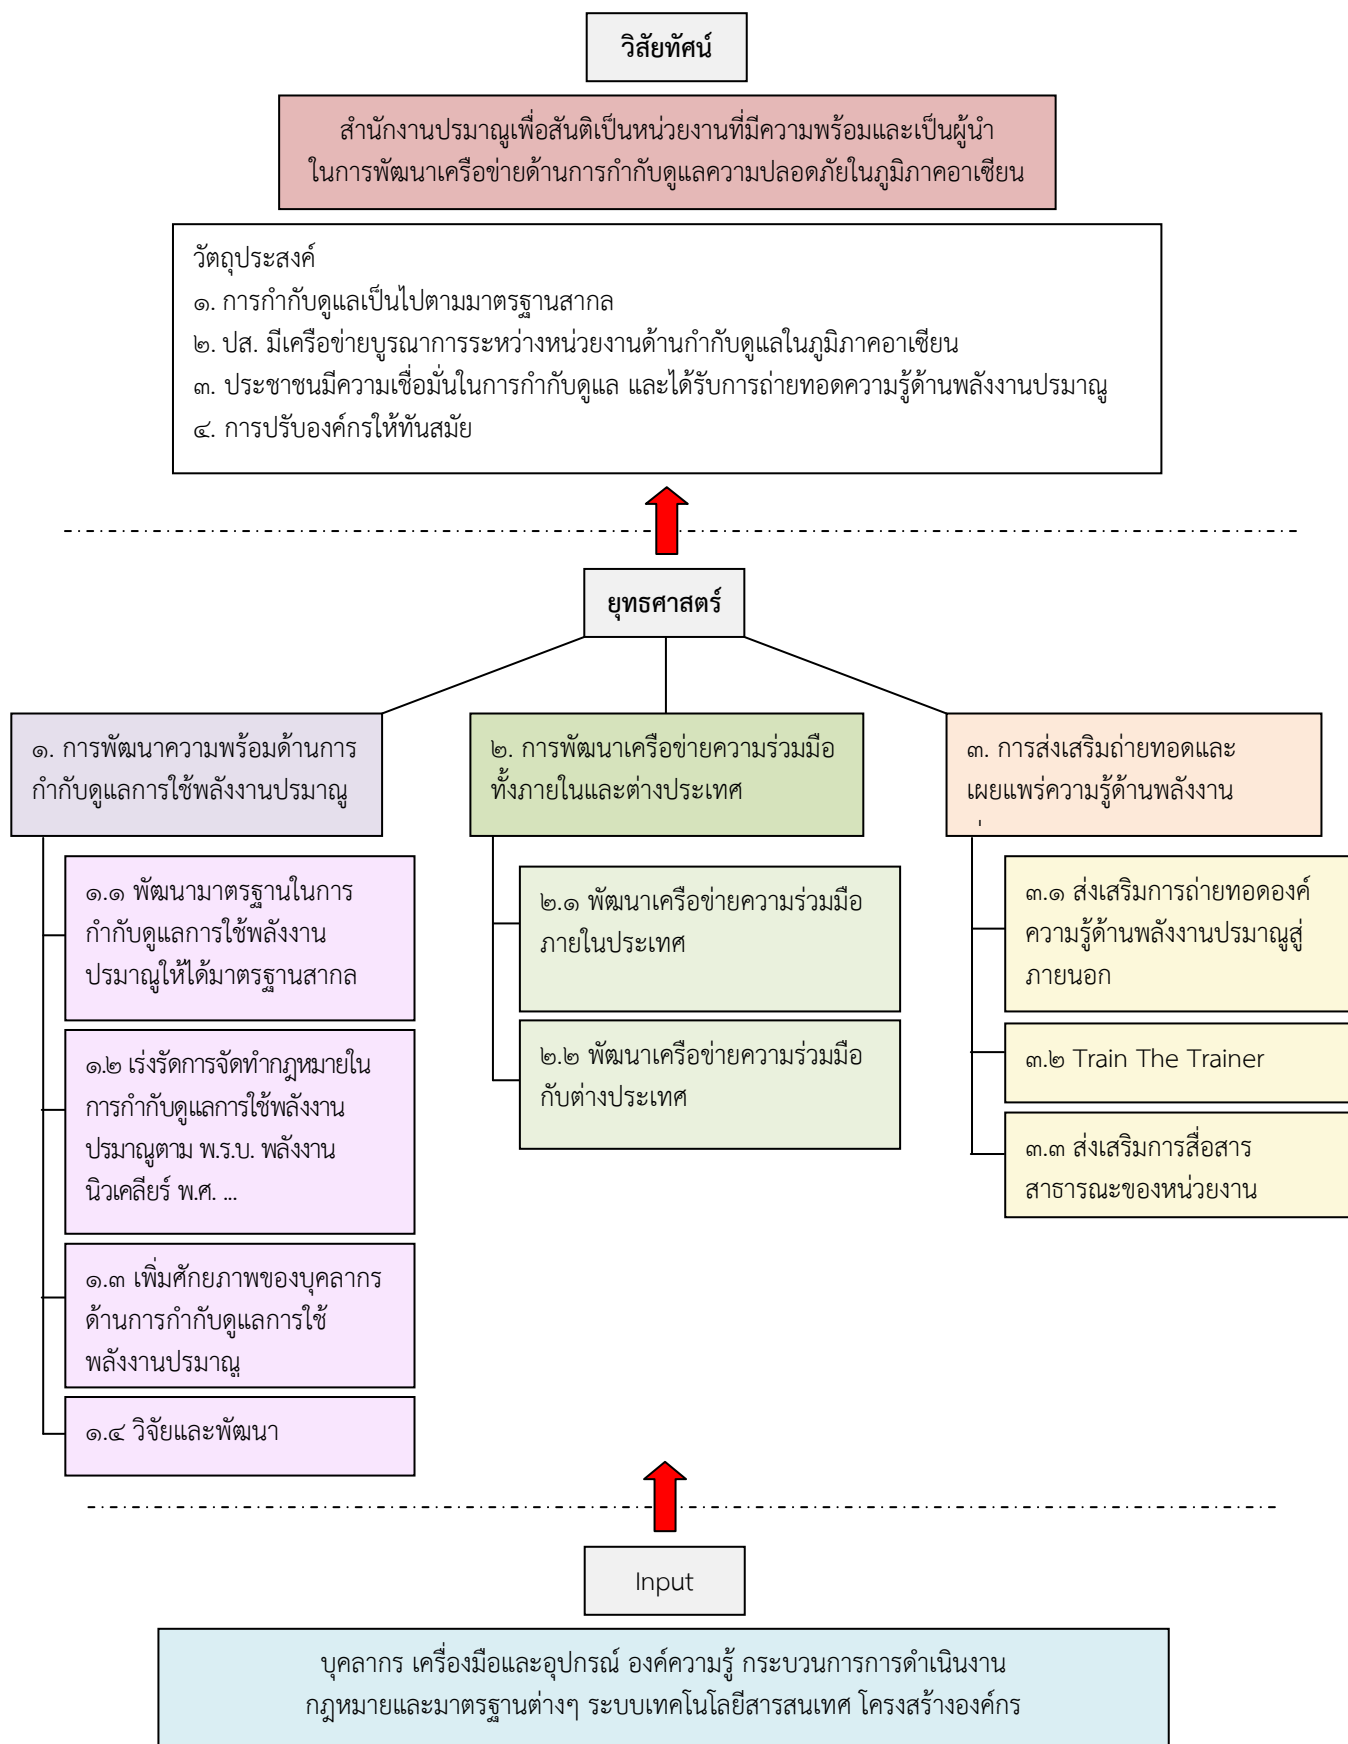 วิสัยทัศน์
สำนักงานปรมาณูเพื่อสันติเป็นหน่วยงานที่มีความพร้อมและเป็นผู้นำ
ในการพัฒนาเครือข่ายด้านการกำกับดูแลความปลอดภัยในภูมิภาคอาเซียน
วัตถุประสงค์
๑. การกำกับดูแลเป็นไปตามมาตรฐานสากล
๒. ปส. มีเครือข่ายบูรณาการระหว่างหน่วยงานด้านกำกับดูแลในภูมิภาคอาเซียน
๓. ประชาชนมีความเชื่อมั่นในการกำกับดูแล และได้รับการถ่ายทอดความรู้ด้านพลังงานปรมาณู
๔. การปรับองค์กรให้ทันสมัย
ยุทธศาสตร์
๑. การพัฒนาความพร้อมด้านการ
กำกับดูแลการใช้พลังงานปรมาณู
๑.๑ พัฒนามาตรฐานในการ
กำกับดูแลการใช้พลังงาน
ปรมาณูให้ได้มาตรฐานสากล
๑.๒ เร่งรัดการจัดทำกฎหมายใน
การกำกับดูแลการใช้พลังงาน
ปรมาณูตาม พ.ร.บ. พลังงาน
นิวเคลียร์ พ.ศ. ...
๑.๓ เพิ่มศักยภาพของบุคลากร
ด้านการกำกับดูแลการใช้
พลังงานปรมาณู
๑.๔ วิจัยและพัฒนา
๒. การพัฒนาเครือข่ายความร่วมมือ
ทั้งภายในและต่างประเทศ
๒.๑ พัฒนาเครือข่ายความร่วมมือ
ภายในประเทศ
๒.๒ พัฒนาเครือข่ายความร่วมมือ
กับต่างประเทศ
๓. การส่งเสริมถ่ายทอดและ
เผยแพร่ความรู้ด้านพลังงาน
๓.๑ ส่งเสริมการถ่ายทอดองค์
ความรู้ด้านพลังงานปรมาณูสู่
ภายนอก
๓.๒ Train The Trainer
๓.๓ ส่งเสริมการสื่อสาร
สาธารณะของหน่วยงาน
Input
บุคลากร เครื่องมือและอุปกรณ์ องค์ความรู้ กระบวนการการดำเนินงาน
กฎหมายและมาตรฐานต่างๆ ระบบเทคโนโลยีสารสนเทศ โครงสร้างองค์กร